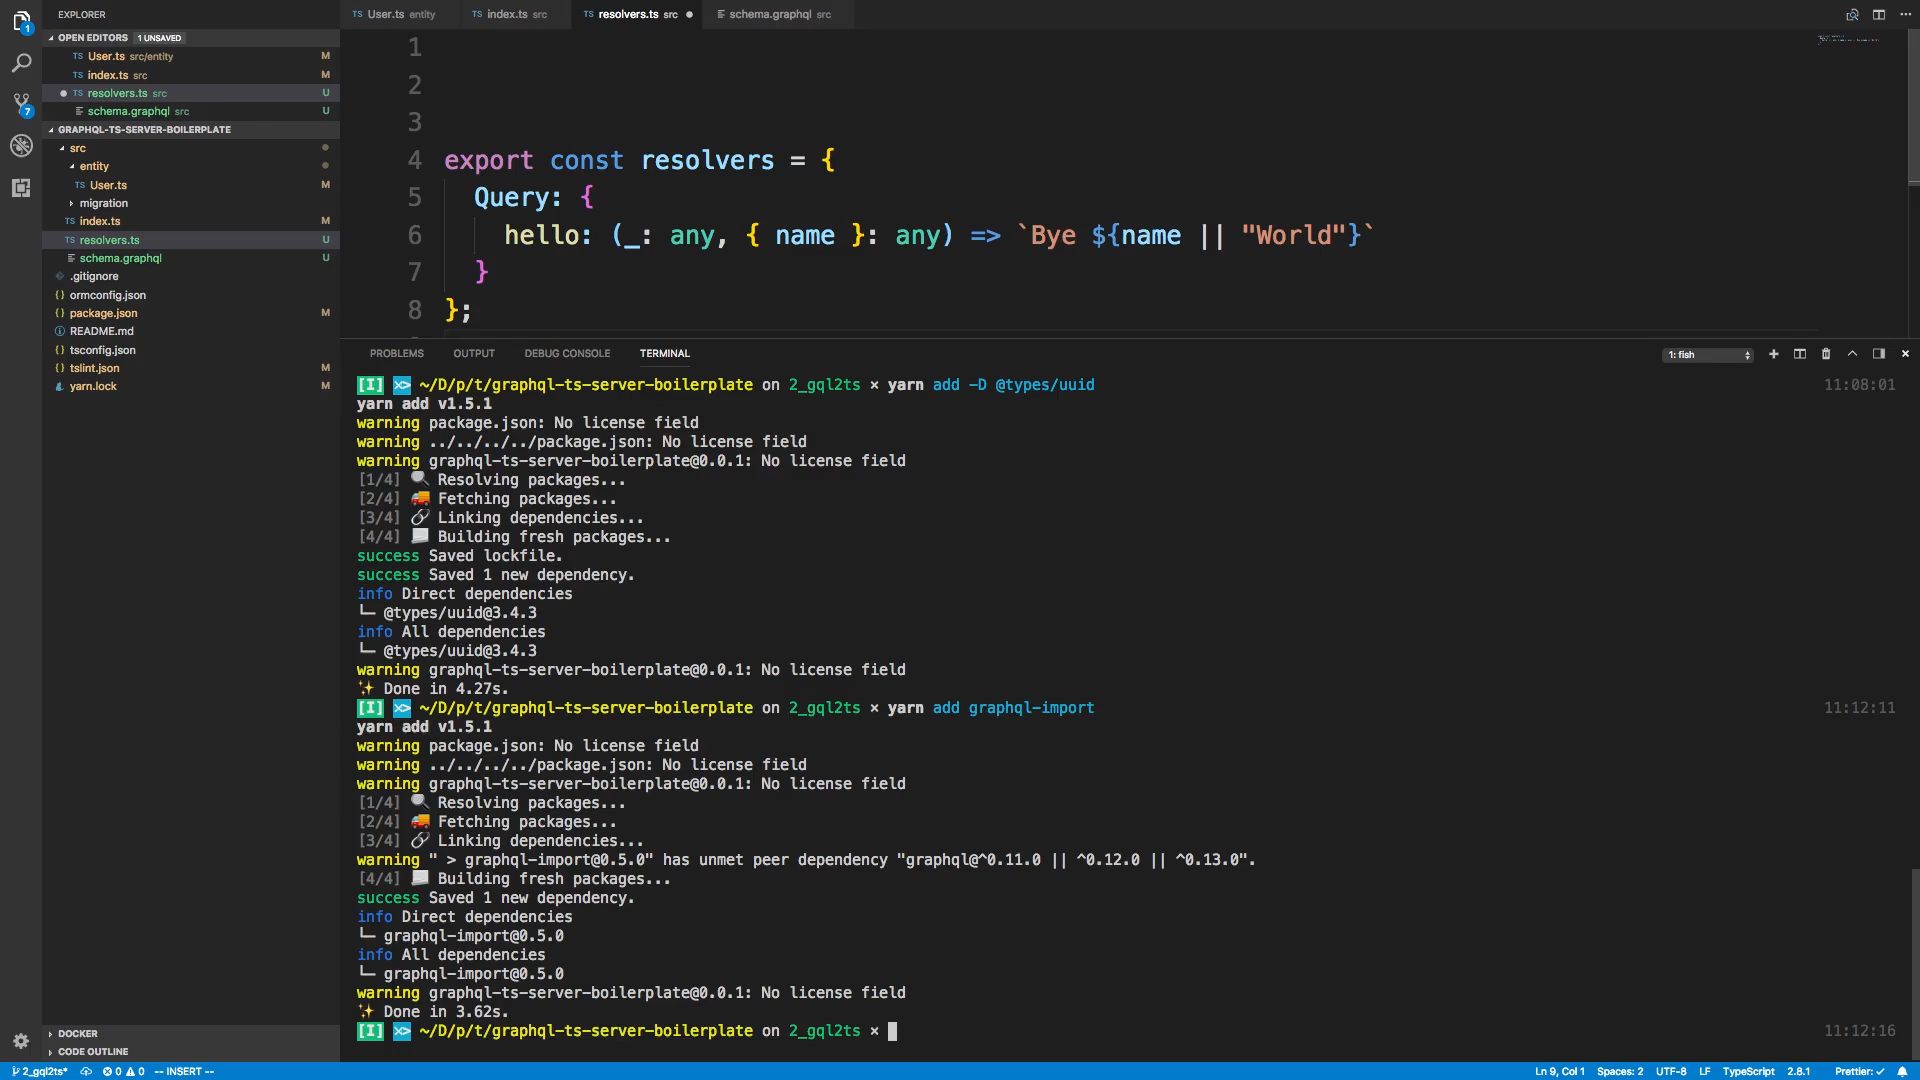 EXPLORER
OPEN EDITORS 1 UNSAVED
TS User.ts src/entity M
TS index.ts src M
TS resolvers.ts src U
schema.graphql src U
GRAPHQL-TS-SERVER-BOILERPLATE
src
entity
TS User.ts M
migration
TS index.ts M
TS resolvers.ts U
schema.graphql U
.gitignore
{} ormconfig.json
{} package.json M
README.md
{} tsconfig.json
{} tslint.json M
yarn.lock M
DOCKER
CODE OUTLINE
1
7
TS User.ts entity
TS index.ts src
TS resolvers.ts src ●
schema.graphql src
1
2
3
4 export const resolvers = {
5 Query: {
6 hello: (_: any, { name }: any) => `Bye ${name || "World"}`
7 }
8 };
PROBLEMS OUTPUT DEBUG CONSOLE TERMINAL 1: fish
[I] >> ~/D/p/t/graphql-ts-server-boilerplate on 2_gql2ts × yarn add -D @types/uuid 11:08:01
yarn add v1.5.1
warning package.json: No license field
warning ../../../../package.json: No license field
warning graphql-ts-server-boilerplate@0.0.1: No license field
[1/4] 🔍 Resolving packages...
[2/4] 🚚 Fetching packages...
[3/4] 🔗 Linking dependencies...
[4/4] 📃 Building fresh packages...
success Saved lockfile.
success Saved 1 new dependency.
info Direct dependencies
└─ @types/uuid@3.4.3
info All dependencies
└─ @types/uuid@3.4.3
warning graphql-ts-server-boilerplate@0.0.1: No license field
✨ Done in 4.27s.
[I] >> ~/D/p/t/graphql-ts-server-boilerplate on 2_gql2ts × yarn add graphql-import 11:12:11
yarn add v1.5.1
warning package.json: No license field
warning ../../../../package.json: No license field
warning graphql-ts-server-boilerplate@0.0.1: No license field
[1/4] 🔍 Resolving packages...
[2/4] 🚚 Fetching packages...
[3/4] 🔗 Linking dependencies...
warning " > graphql-import@0.5.0" has unmet peer dependency "graphql@^0.11.0 || ^0.12.0 || ^0.13.0".
[4/4] 📃 Building fresh packages...
success Saved 1 new dependency.
info Direct dependencies
└─ graphql-import@0.5.0
info All dependencies
└─ graphql-import@0.5.0
warning graphql-ts-server-boilerplate@0.0.1: No license field
✨ Done in 3.62s.
[I] >> ~/D/p/t/graphql-ts-server-boilerplate on 2_gql2ts × 11:12:16
2_gql2ts* 0 0 -- INSERT -- Ln 9, Col 1 Spaces: 2 UTF-8 LF TypeScript 2.8.1 Prettier: ✓